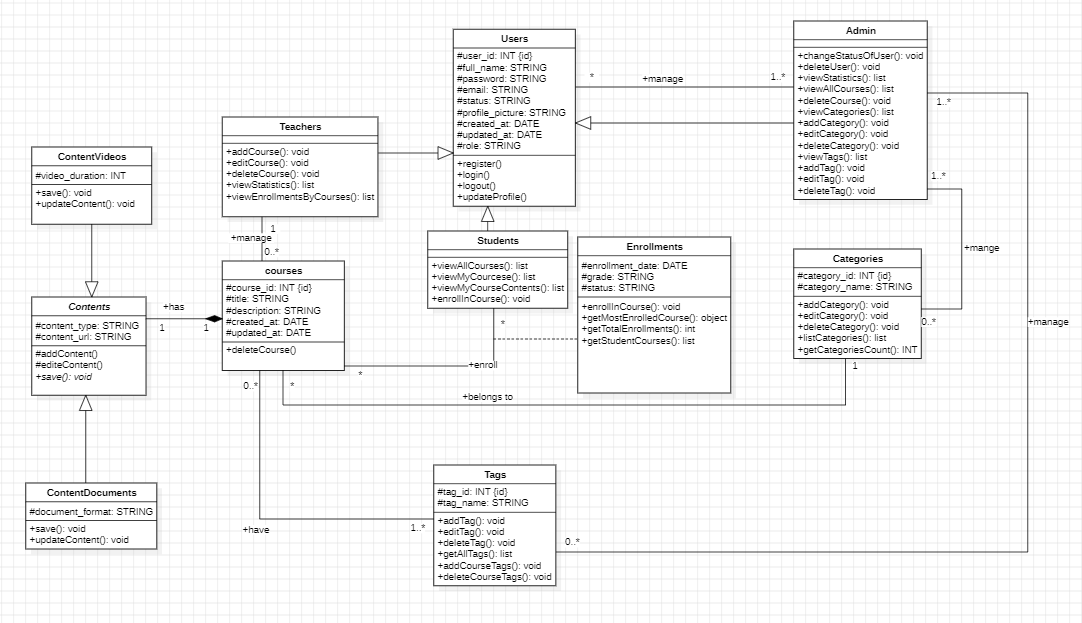 Users
#user_id: INT {id}
#full_name: STRING
#password: STRING
#email: STRING
#status: STRING
#profile_picture: STRING
#created_at: DATE
#updated_at: DATE
#role: STRING
+register()
+login()
+logout()
+updateProfile()
*
+manage
1..*
Admin
+changeStatusOfUser(): void
+deleteUser(): void
+viewStatistics(): list
+viewAllCourses(): list
+deleteCourse(): void
+viewCategories(): list
+addCategory(): void
+editCategory(): void
+deleteCategory(): void
+viewTags(): list
+addTag(): void
+editTag(): void
+deleteTag(): void
1..*
1..*
+mange
0..*
+manage
Teachers
+addCourse(): void
+editCourse(): void
+deleteCourse(): void
+viewStatistics(): list
+viewEnrollmentsByCourses(): list
1
+manage
0..*
ContentVideos
#video_duration: INT
+save(): void
+updateContent(): void
Contents
#content_type: STRING
#content_url: STRING
#addContent()
#editeContent()
+save(): void
+has
1
1
courses
#course_id: INT {id}
#title: STRING
#description: STRING
#created_at: DATE
#updated_at: DATE
+deleteCourse()
Students
+viewAllCourses(): list
+viewMyCourcese(): list
+viewMyCourseContents(): list
+enrollInCourse(): void
*
+enroll
*
Enrollments
#enrollment_date: DATE
#grade: STRING
#status: STRING
+enrollInCourse(): void
+getMostEnrolledCourse(): object
+getTotalEnrollments(): int
+getStudentCourses(): list
Categories
#category_id: INT {id}
#category_name: STRING
+addCategory(): void
+editCategory(): void
+deleteCategory(): void
+listCategories(): list
+getCategoriesCount(): INT
1
+belongs to
*
0..*
+have
1..*
ContentDocuments
#document_format: STRING
+save(): void
+updateContent(): void
Tags
#tag_id: INT {id}
#tag_name: STRING
+addTag(): void
+editTag(): void
+deleteTag(): void
+getAllTags(): list
+addCourseTags(): void
+deleteCourseTags(): void
0..*